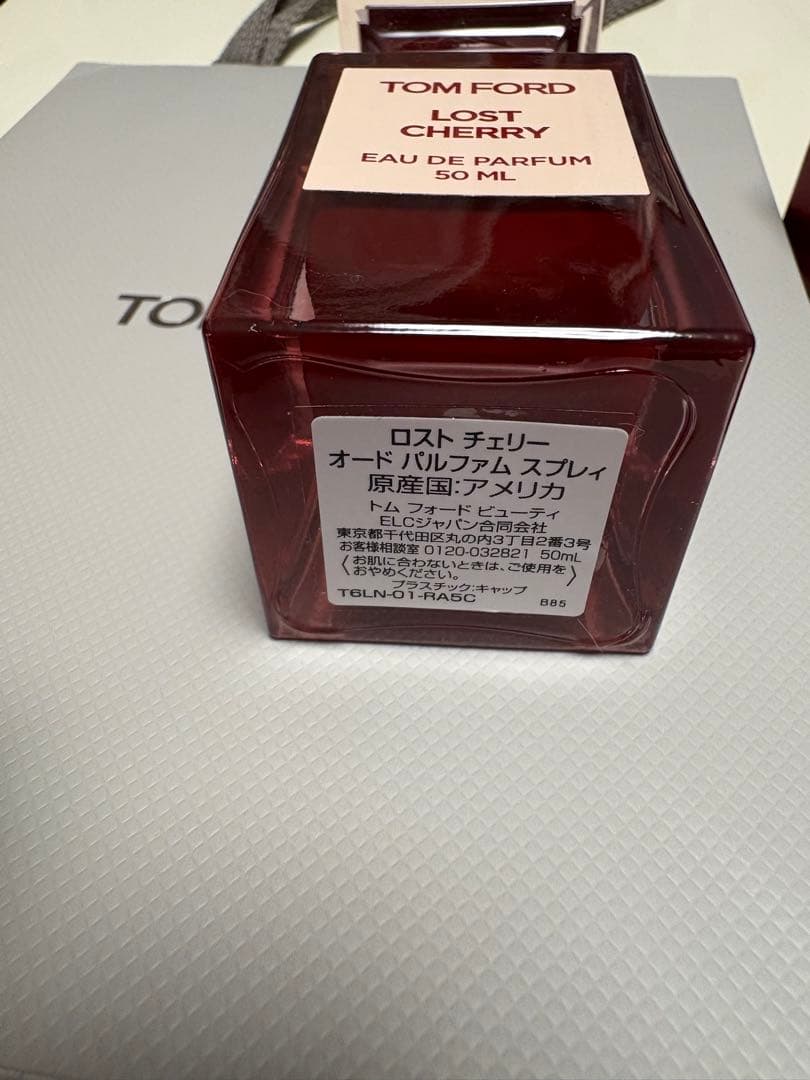 TOM FORD
LOST
CHERRY
EAU DE PARFUM
50 ML
TO
ロスト チェリー
オード パルファム スプレィ
原産国:アメリカ
トム フォード ビューティ
ELCジャパン合同会社
東京都千代田区丸の内3丁目2番3号
お客様相談室 0120-032821 50mL
〈お肌に合わないときは、ご使用を
おやめください。〉
プラスチック:キャップ
T6LN-01-RA5C B85